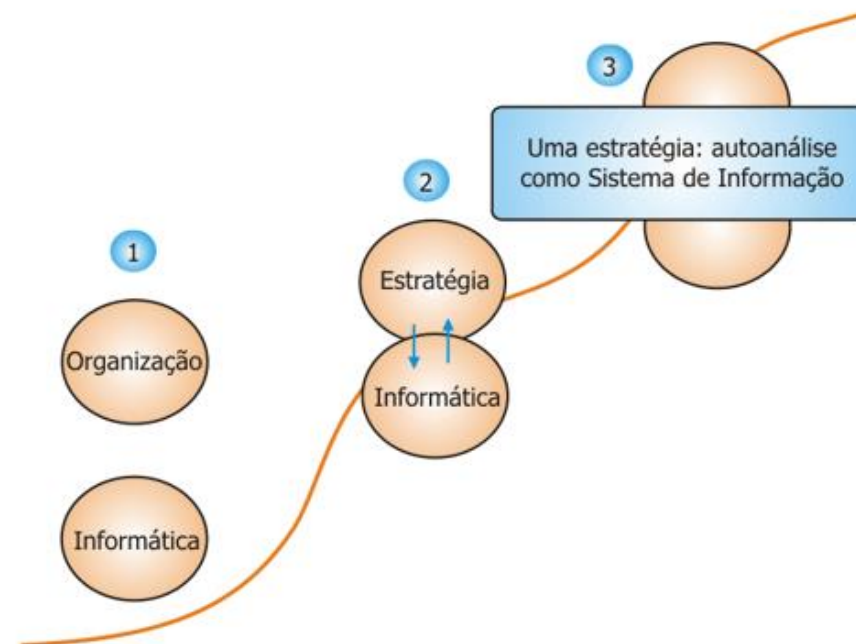 1
Organização
Informática
2
Estratégia
Informática
3
Uma estratégia: autoanálise
como Sistema de Informação